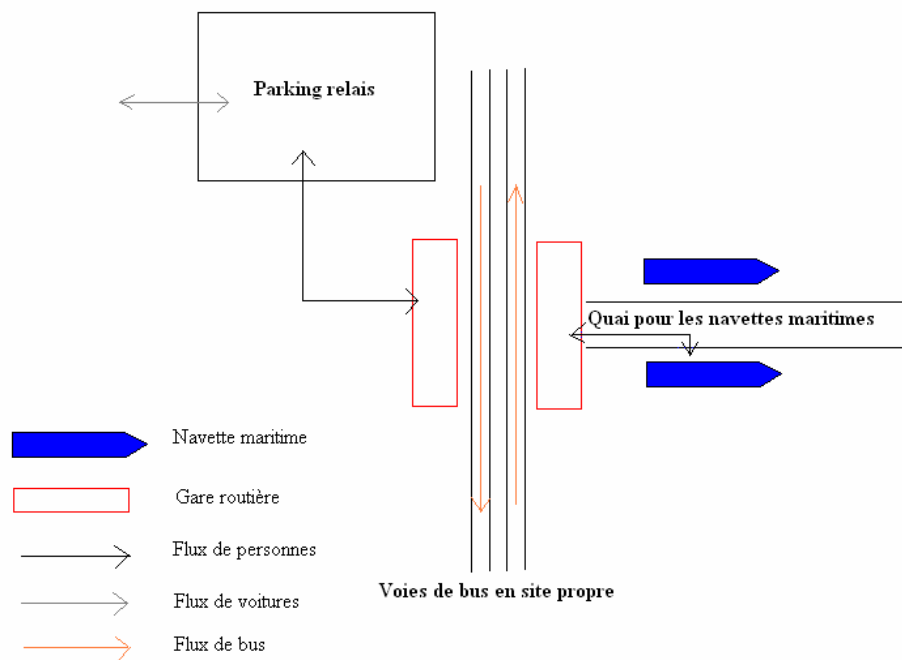 Parking relais
Quai pour les navettes maritimes
Navette maritime
Gare routière
Flux de personnes
Voies de bus en site propre
Flux de voitures
Flux de bus